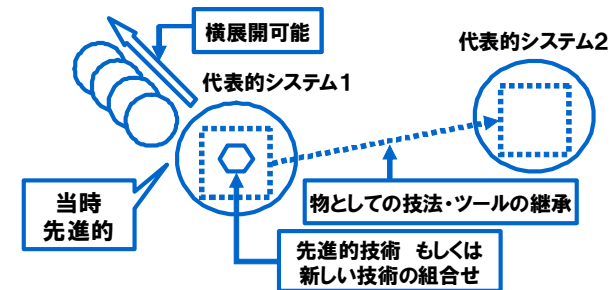 横展開可能
代表的システム2
代表的システム1
当時
先進的
物としての技法・ツールの継承
先進的技術 もしくは
新しい技術の組合せ